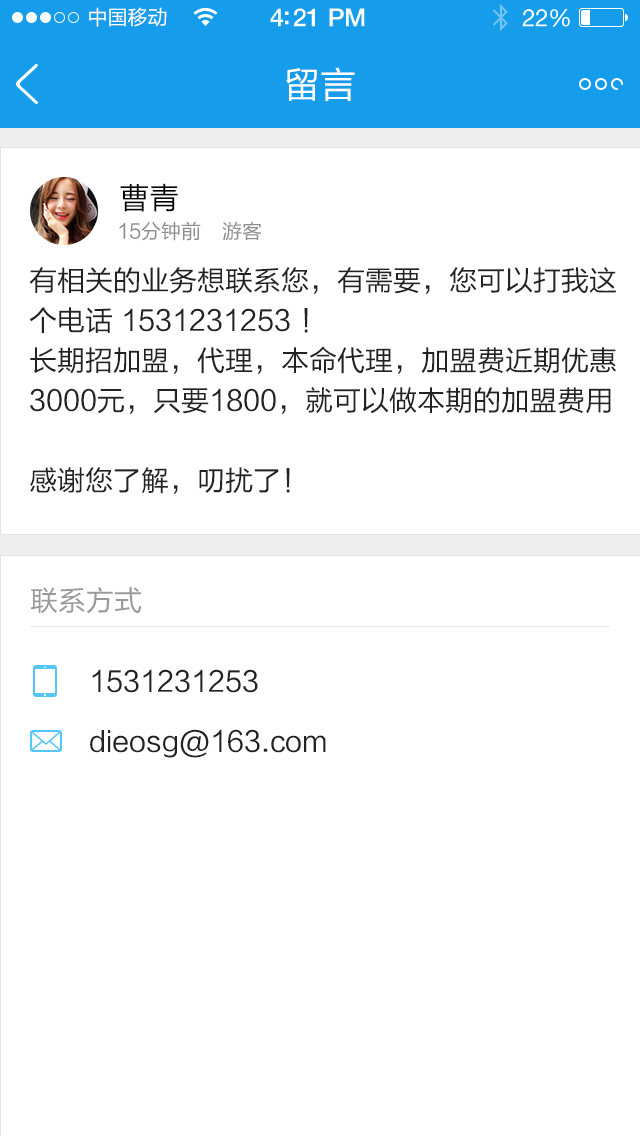 中国移动 4:21 PM 22%
留言
曹青
15分钟前 游客
有相关的业务想联系您，有需要，您可以打我这
个电话 1531231253！
长期招加盟，代理，本命代理，加盟费近期优惠
3000元，只要1800，就可以做本期的加盟费用
感谢您了解，叨扰了！
联系方式
1531231253
dieosg@163.com